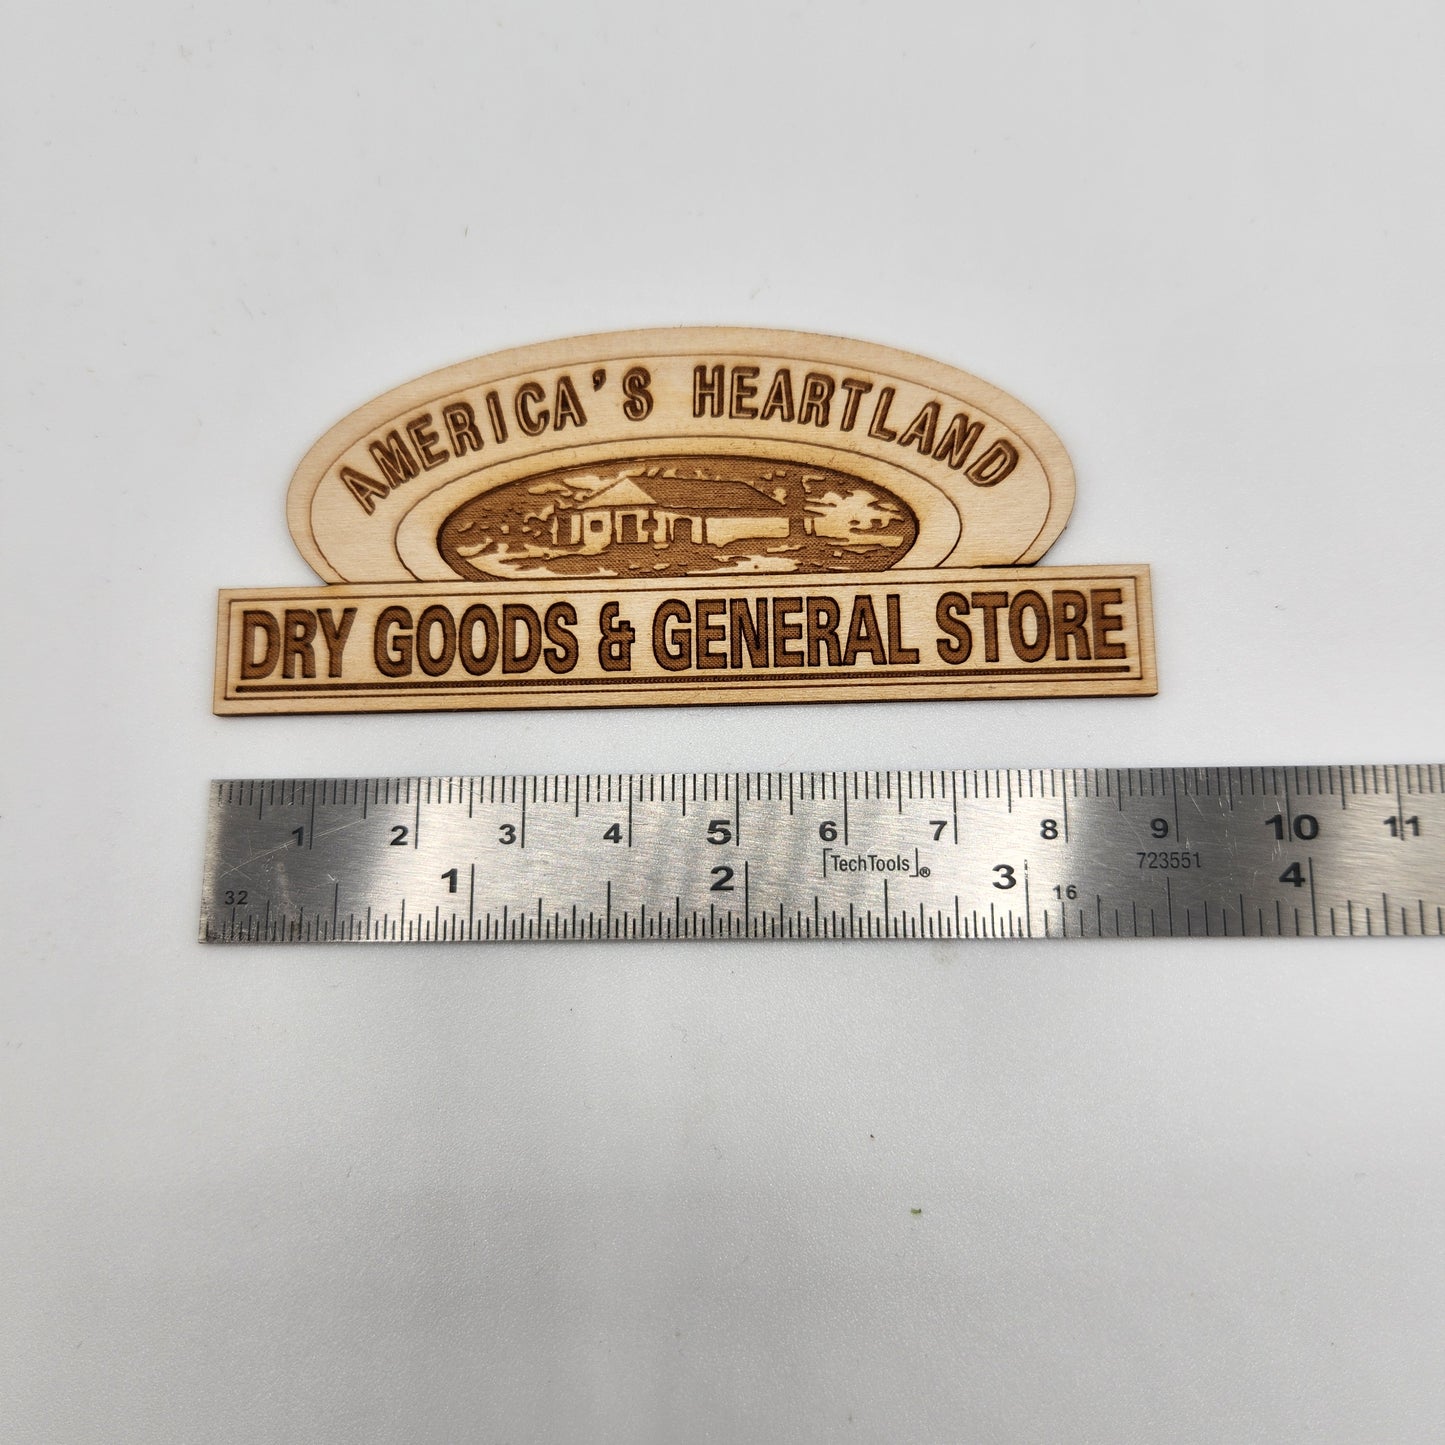 AMERICA'S HEARTLAND
DRY GOODS & GENERAL STORE
1 2 3 4 5 6 7 8 9 10 11
TechTools® 723551
32 1 2 3 16 4